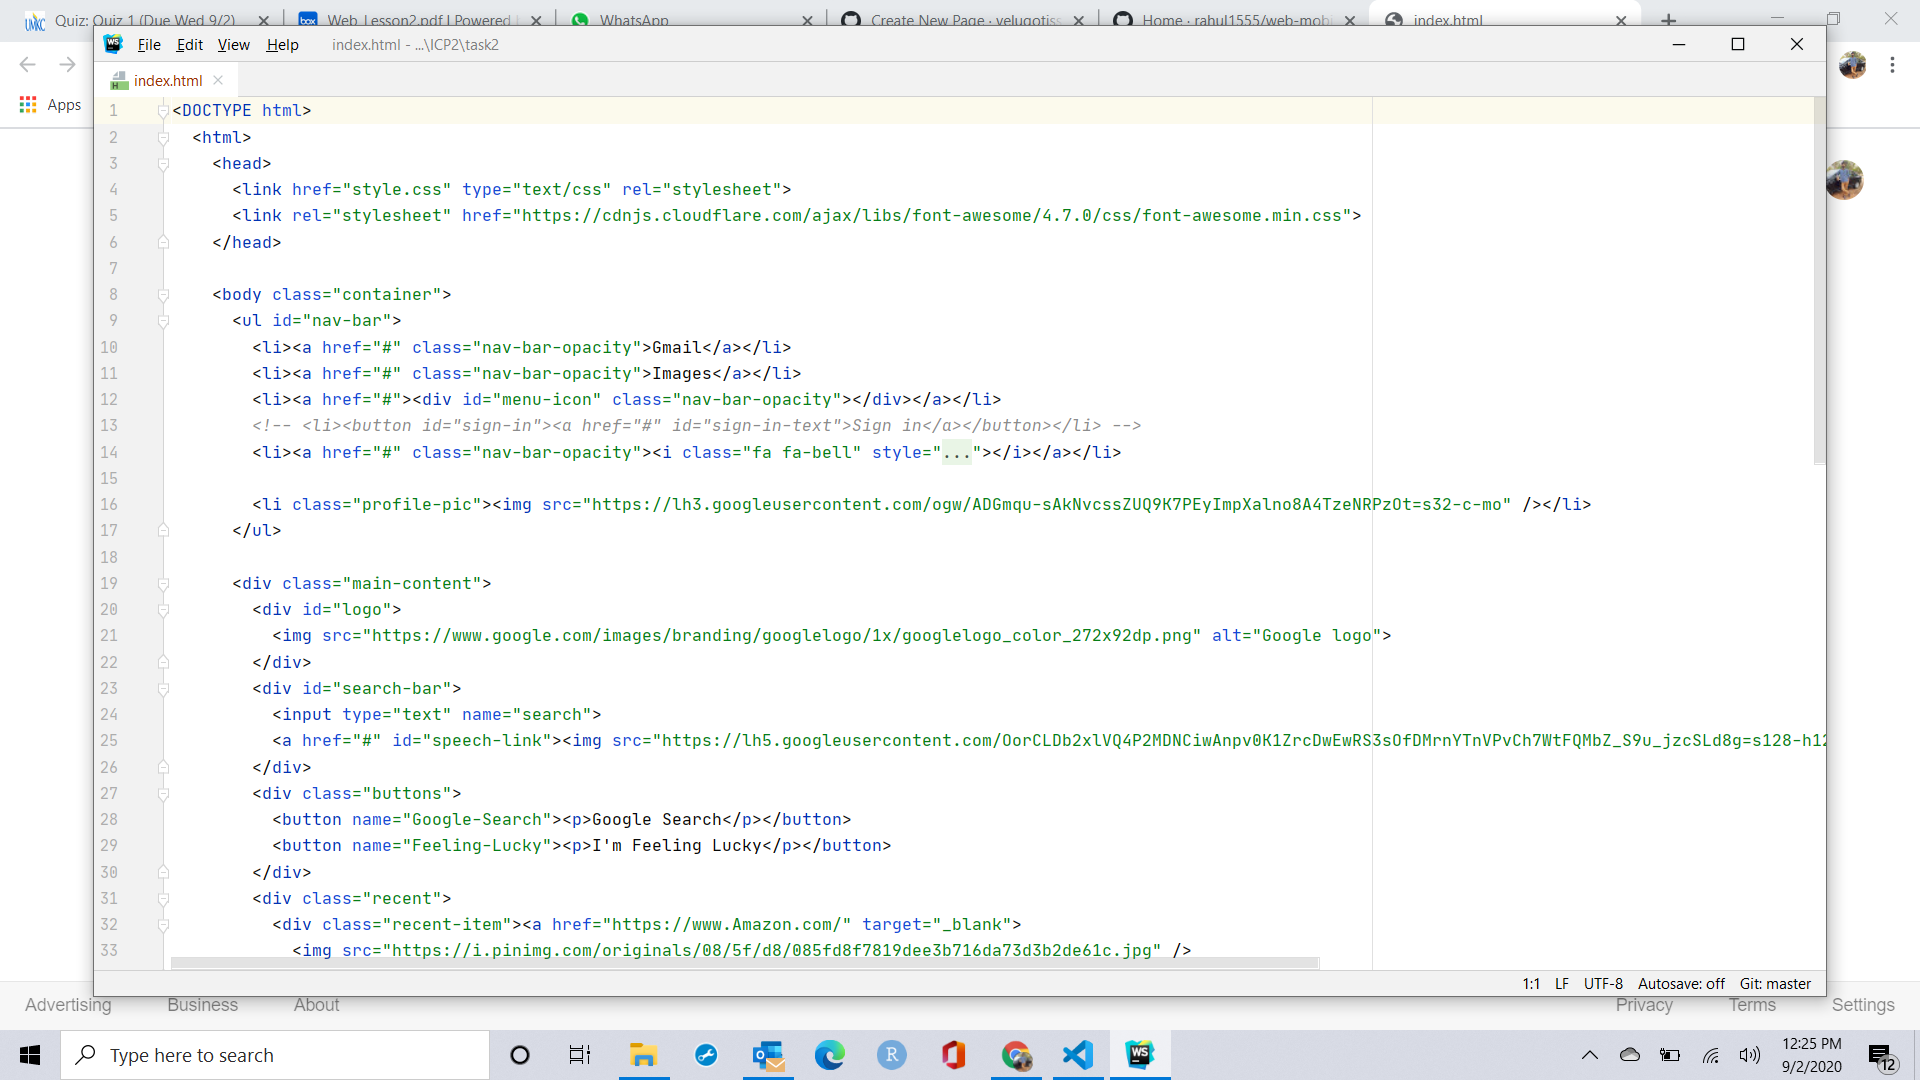 UMKC Quiz: Quiz 1 (Due Wed 9/2) box Web_Lesson2.pdf | Powered WhatsApp Create New Page · velugotiss Home · rahul1555/web-mobi index.html
WS File Edit View Help index.html - ...\ICP2\task2
H index.html
Apps
1 <DOCTYPE html>
2 <html>
3 <head>
4 <link href="style.css" type="text/css" rel="stylesheet">
5 <link rel="stylesheet" href="https://cdnjs.cloudflare.com/ajax/libs/font-awesome/4.7.0/css/font-awesome.min.css">
6 </head>
7
8 <body class="container">
9 <ul id="nav-bar">
10 <li><a href="#" class="nav-bar-opacity">Gmail</a></li>
11 <li><a href="#" class="nav-bar-opacity">Images</a></li>
12 <li><a href="#"><div id="menu-icon" class="nav-bar-opacity"></div></a></li>
13 <!-- <li><button id="sign-in"><a href="#" id="sign-in-text">Sign in</a></button></li> -->
14 <li><a href="#" class="nav-bar-opacity"><i class="fa fa-bell" style="..."></i></a></li>
15
16 <li class="profile-pic"><img src="https://lh3.googleusercontent.com/ogw/ADGmqu-sAkNvcssZUQ9K7PEyImpXalno8A4TzeNRPzOt=s32-c-mo" /></li>
17 </ul>
18
19 <div class="main-content">
20 <div id="logo">
21 <img src="https://www.google.com/images/branding/googlelogo/1x/googlelogo_color_272x92dp.png" alt="Google logo">
22 </div>
23 <div id="search-bar">
24 <input type="text" name="search">
25 <a href="#" id="speech-link"><img src="https://lh5.googleusercontent.com/OorCLDb2xlVQ4P2MDNCiwAnpv0K1ZrcDwEwRS3sOfDMrnYTnVPvCh7WtFQMbZ_S9u_jzcSLd8g=s128-h12
26 </div>
27 <div class="buttons">
28 <button name="Google-Search"><p>Google Search</p></button>
29 <button name="Feeling-Lucky"><p>I'm Feeling Lucky</p></button>
30 </div>
31 <div class="recent">
32 <div class="recent-item"><a href="https://www.Amazon.com/" target="_blank">
33 <img src="https://i.pinimg.com/originals/08/5f/d8/085fd8f7819dee3b716da73d3b2de61c.jpg" />
1:1 LF UTF-8 Autosave: off Git: master
Advertising Business About Privacy Terms Settings
Type here to search R WS 12:25 PM
9/2/2020 12